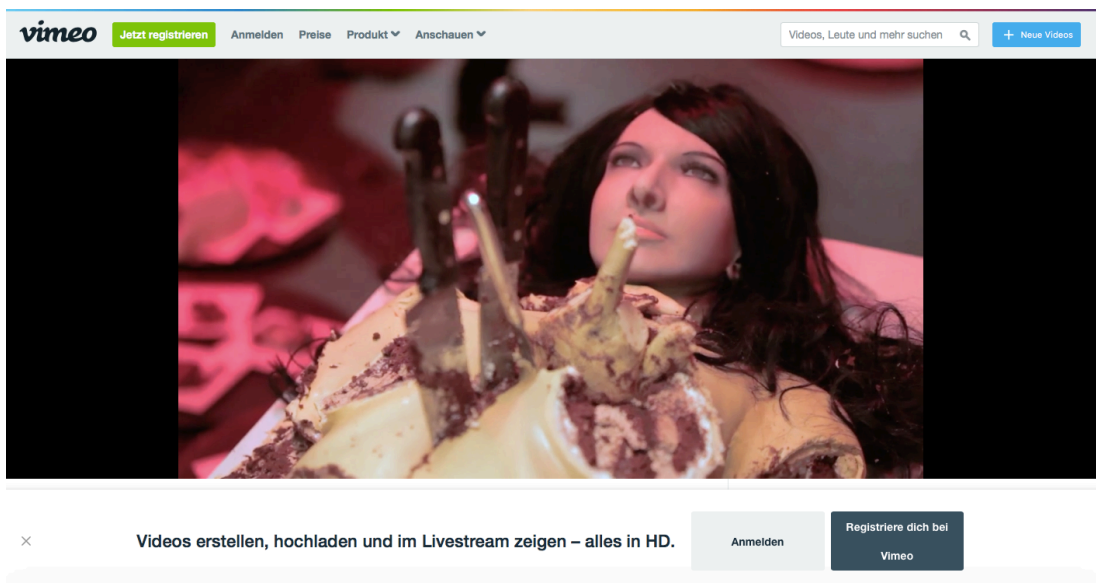 vimeo Jetzt registrieren Anmelden Preise Produkt Anschauen Videos, Leute und mehr suchen + Neue Videos
Videos erstellen, hochladen und im Livestream zeigen – alles in HD.
Anmelden
Registriere dich bei
Vimeo